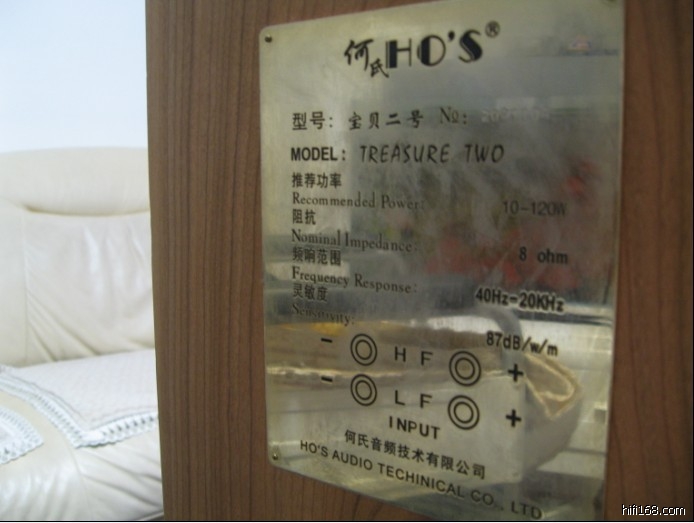 何氏HO'S®
型号: 宝贝二号 No:
MODEL: TREASURE TWO
推荐功率
Recommended Power: 10-120W
阻抗
Nominal Impedance: 8 ohm
频响范围
Frequency Response: 40Hz-20KHz
灵敏度
Sensitivity: 87dB/w/m
- HF +
- LF +
INPUT
何氏音频技术有限公司
HO'S AUDIO TECHINICAL CO., LTD
hifi168.com